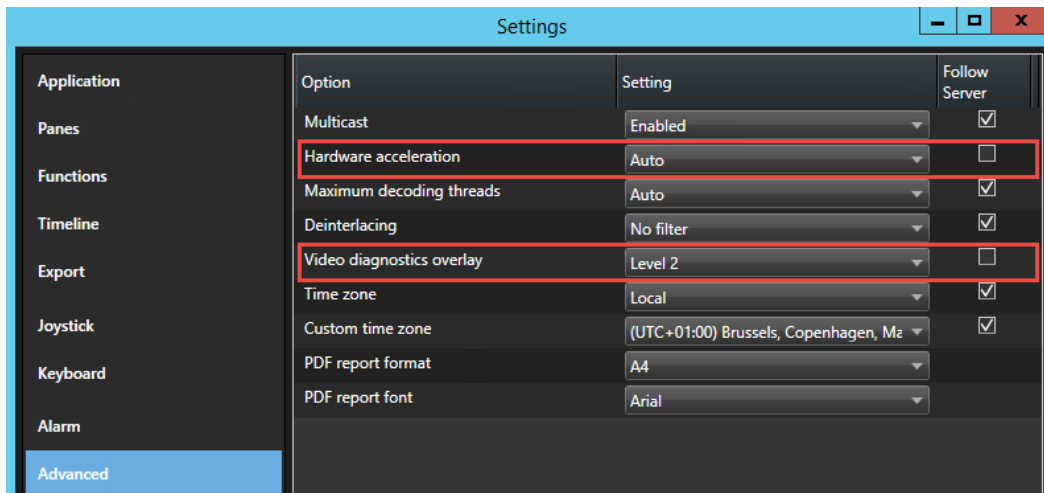 Settings
Application
Panes
Functions
Timeline
Export
Joystick
Keyboard
Alarm
Advanced
Option Setting Follow
Server
Multicast Enabled
Hardware acceleration Auto
Maximum decoding threads Auto
Deinterlacing No filter
Video diagnostics overlay Level 2
Time zone Local
Custom time zone (UTC+01:00) Brussels, Copenhagen, Ma
PDF report format A4
PDF report font Arial